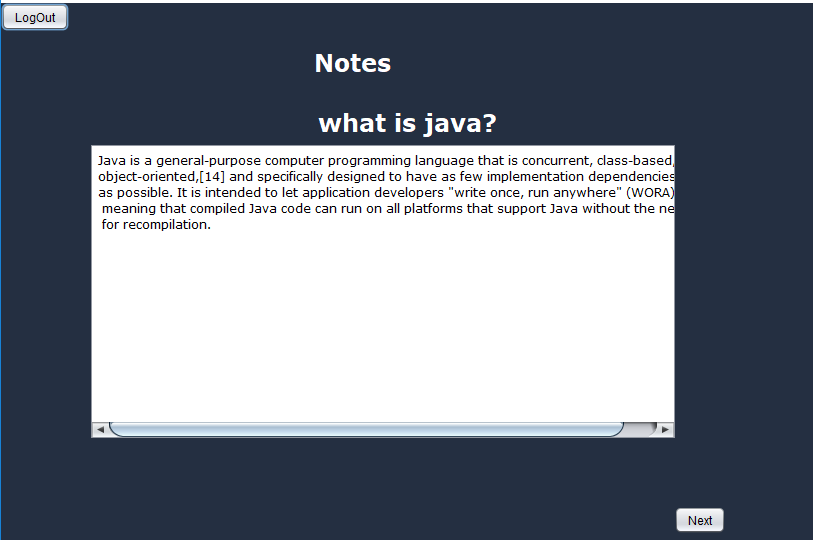 LogOut
Notes
what is java?
Java is a general-purpose computer programming language that is concurrent, class-based,
object-oriented,[14] and specifically designed to have as few implementation dependencies
as possible. It is intended to let application developers "write once, run anywhere" (WORA)
meaning that compiled Java code can run on all platforms that support Java without the ne
for recompilation.
Next